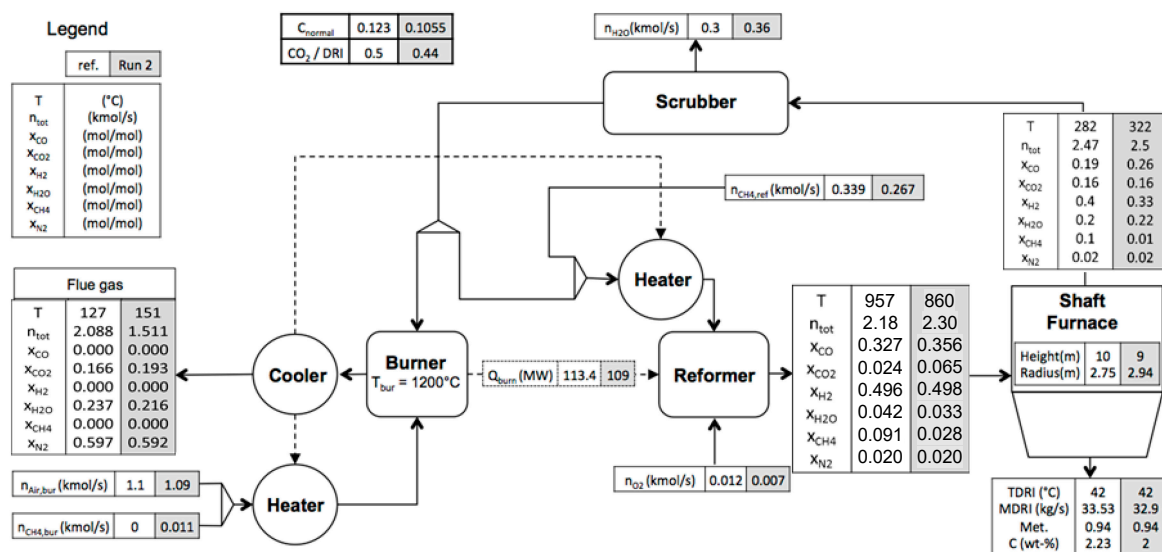 Legend
ref. Run 2
T (°C)
n_tot (kmol/s)
x_CO (mol/mol)
x_CO2 (mol/mol)
x_H2 (mol/mol)
x_H2O (mol/mol)
x_CH4 (mol/mol)
x_N2 (mol/mol)
C_normal 0.123 0.1055
CO2 / DRI 0.5 0.44
n_H2O(kmol/s) 0.3 0.36
Scrubber
T 282 322
n_tot 2.47 2.5
x_CO 0.19 0.26
x_CO2 0.16 0.16
x_H2 0.4 0.33
x_H2O 0.2 0.22
x_CH4 0.1 0.01
x_N2 0.02 0.02
n_CH4,ref (kmol/s) 0.339 0.267
Heater
Flue gas
T 127 151
n_tot 2.088 1.511
x_CO 0.000 0.000
x_CO2 0.166 0.193
x_H2 0.000 0.000
x_H2O 0.237 0.216
x_CH4 0.000 0.000
x_N2 0.597 0.592
Cooler
Burner
T_bur = 1200°C
Q_burn (MW) 113.4 109
Reformer
T 957 860
n_tot 2.18 2.30
x_CO 0.327 0.356
x_CO2 0.024 0.065
x_H2 0.496 0.498
x_H2O 0.042 0.033
x_CH4 0.091 0.028
x_N2 0.020 0.020
Shaft
Furnace
Height(m) 10 9
Radius(m) 2.75 2.94
n_Air,bur (kmol/s) 1.1 1.09
n_CH4,bur (kmol/s) 0 0.011
Heater
n_O2 (kmol/s) 0.012 0.007
TDRI (°C) 42 42
MDRI (kg/s) 33.53 32.9
Met. 0.94 0.94
C (wt-%) 2.23 2